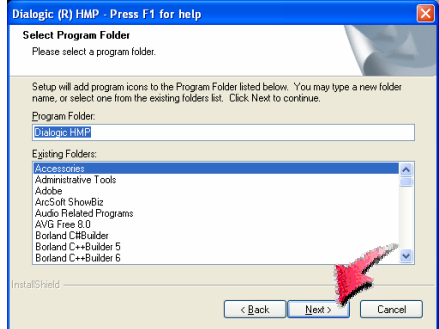 Dialogic (R) HMP - Press F1 for help
Select Program Folder
Please select a program folder.
Setup will add program icons to the Program Folder listed below. You may type a new folder
name, or select one from the existing folders list. Click Next to continue.
Program Folder:
Dialogic HMP
Existing Folders:
Accessories
Administrative Tools
Adobe
ArcSoft ShowBiz
Audio Related Programs
AVG Free 8.0
Borland C#Builder
Borland C++Builder 5
Borland C++Builder 6
InstallShield
< Back
Next >
Cancel